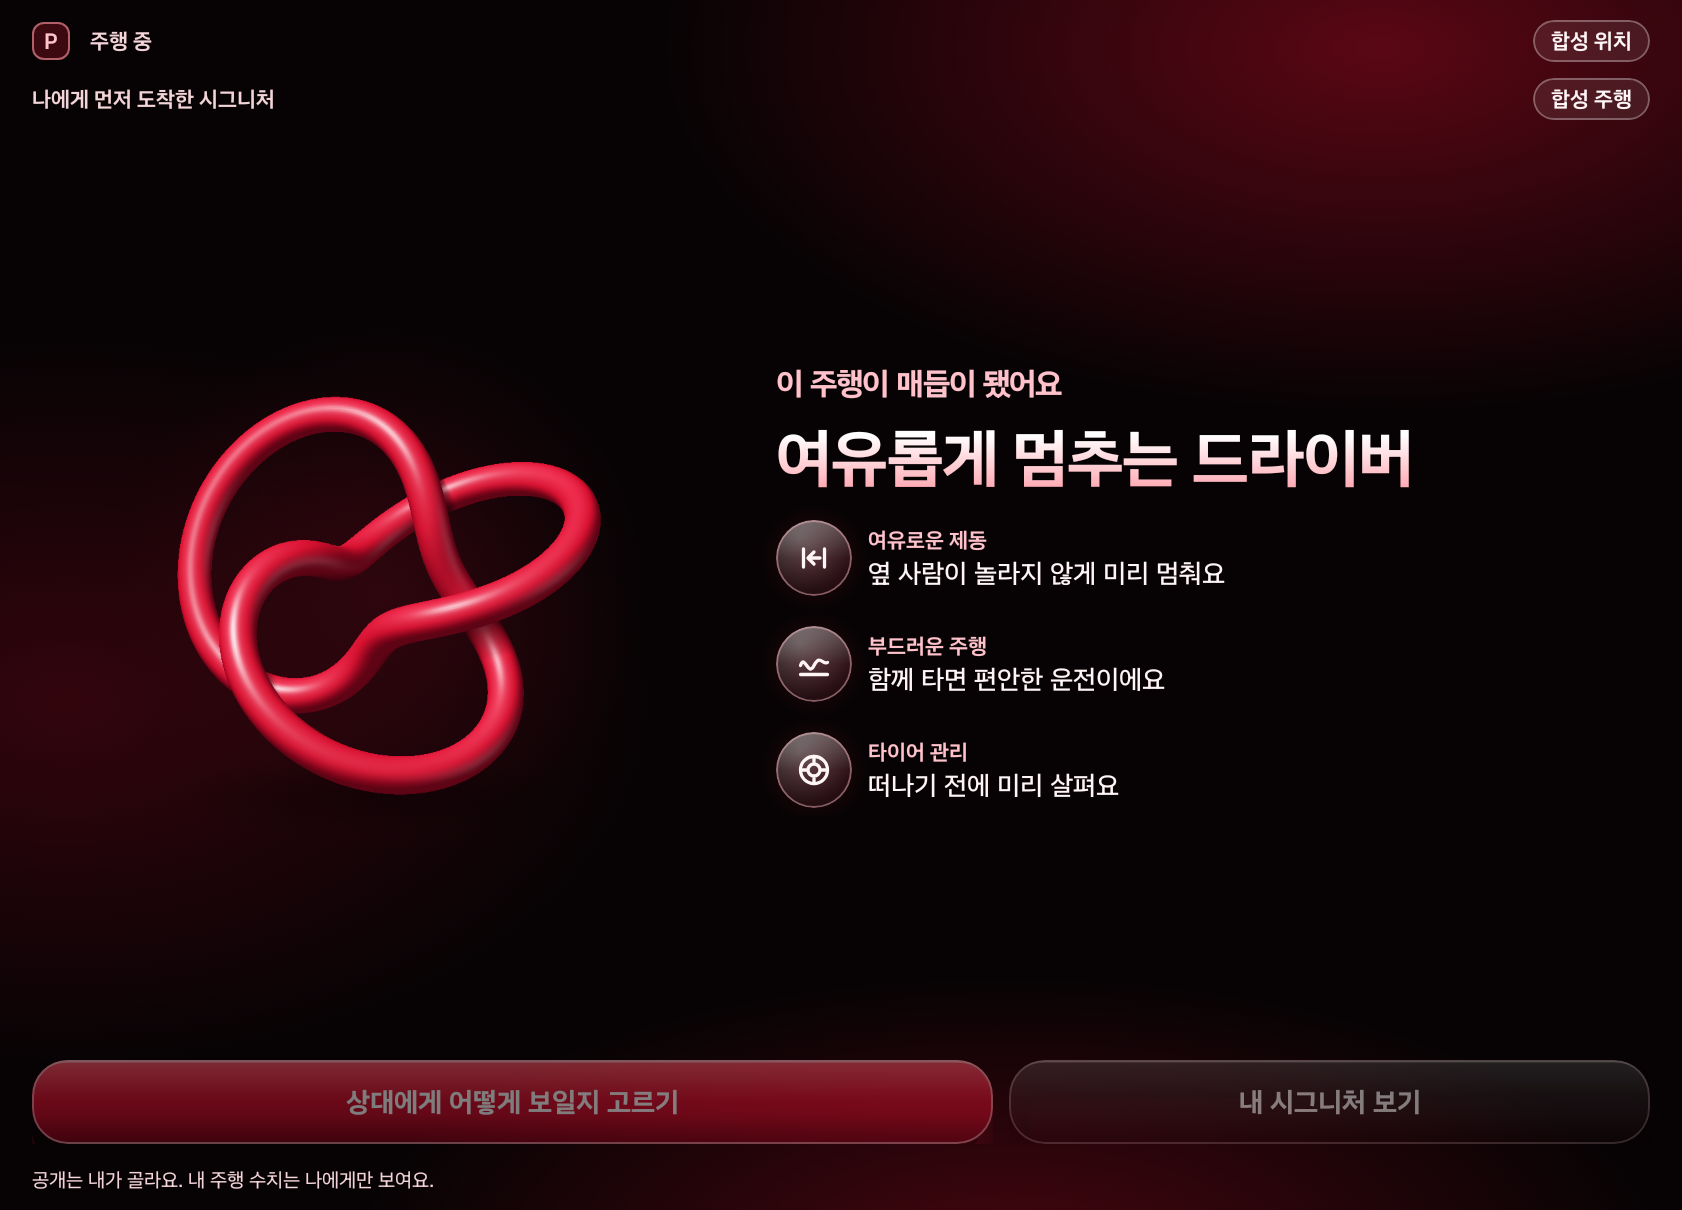 P 주행 중
합성 위치
나에게 먼저 도착한 시그니처
합성 주행
이 주행이 매듭이 됐어요
여유롭게 멈추는 드라이버
여유로운 제동
옆 사람이 놀라지 않게 미리 멈춰요
부드러운 주행
함께 타면 편안한 운전이에요
타이어 관리
떠나기 전에 미리 살펴요
상대에게 어떻게 보일지 고르기
내 시그니처 보기
공개는 내가 골라요. 내 주행 수치는 나에게만 보여요.